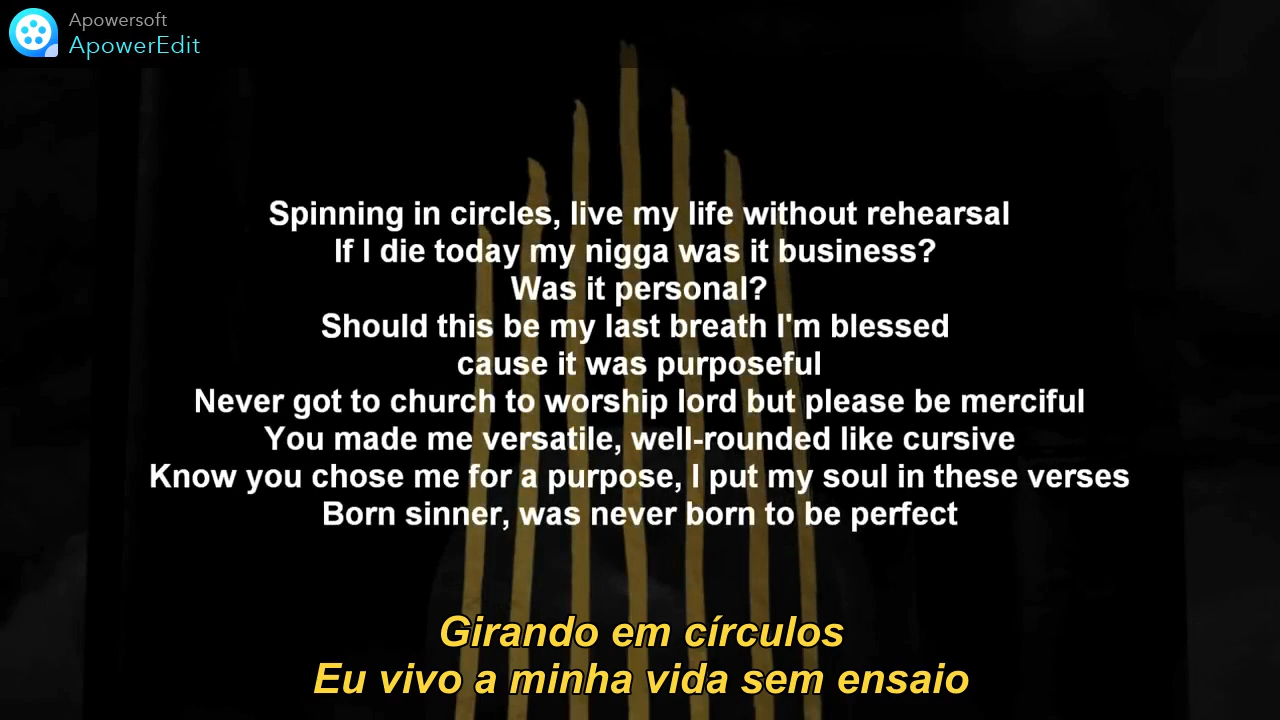 Apowersoft
ApowerEdit
Spinning in circles, live my life without rehearsal
If I die today my nigga was it business?
Was it personal?
Should this be my last breath I'm blessed
cause it was purposeful
Never got to church to worship lord but please be merciful
You made me versatile, well-rounded like cursive
Know you chose me for a purpose, I put my soul in these verses
Born sinner, was never born to be perfect
Girando em círculos
Eu vivo a minha vida sem ensaio